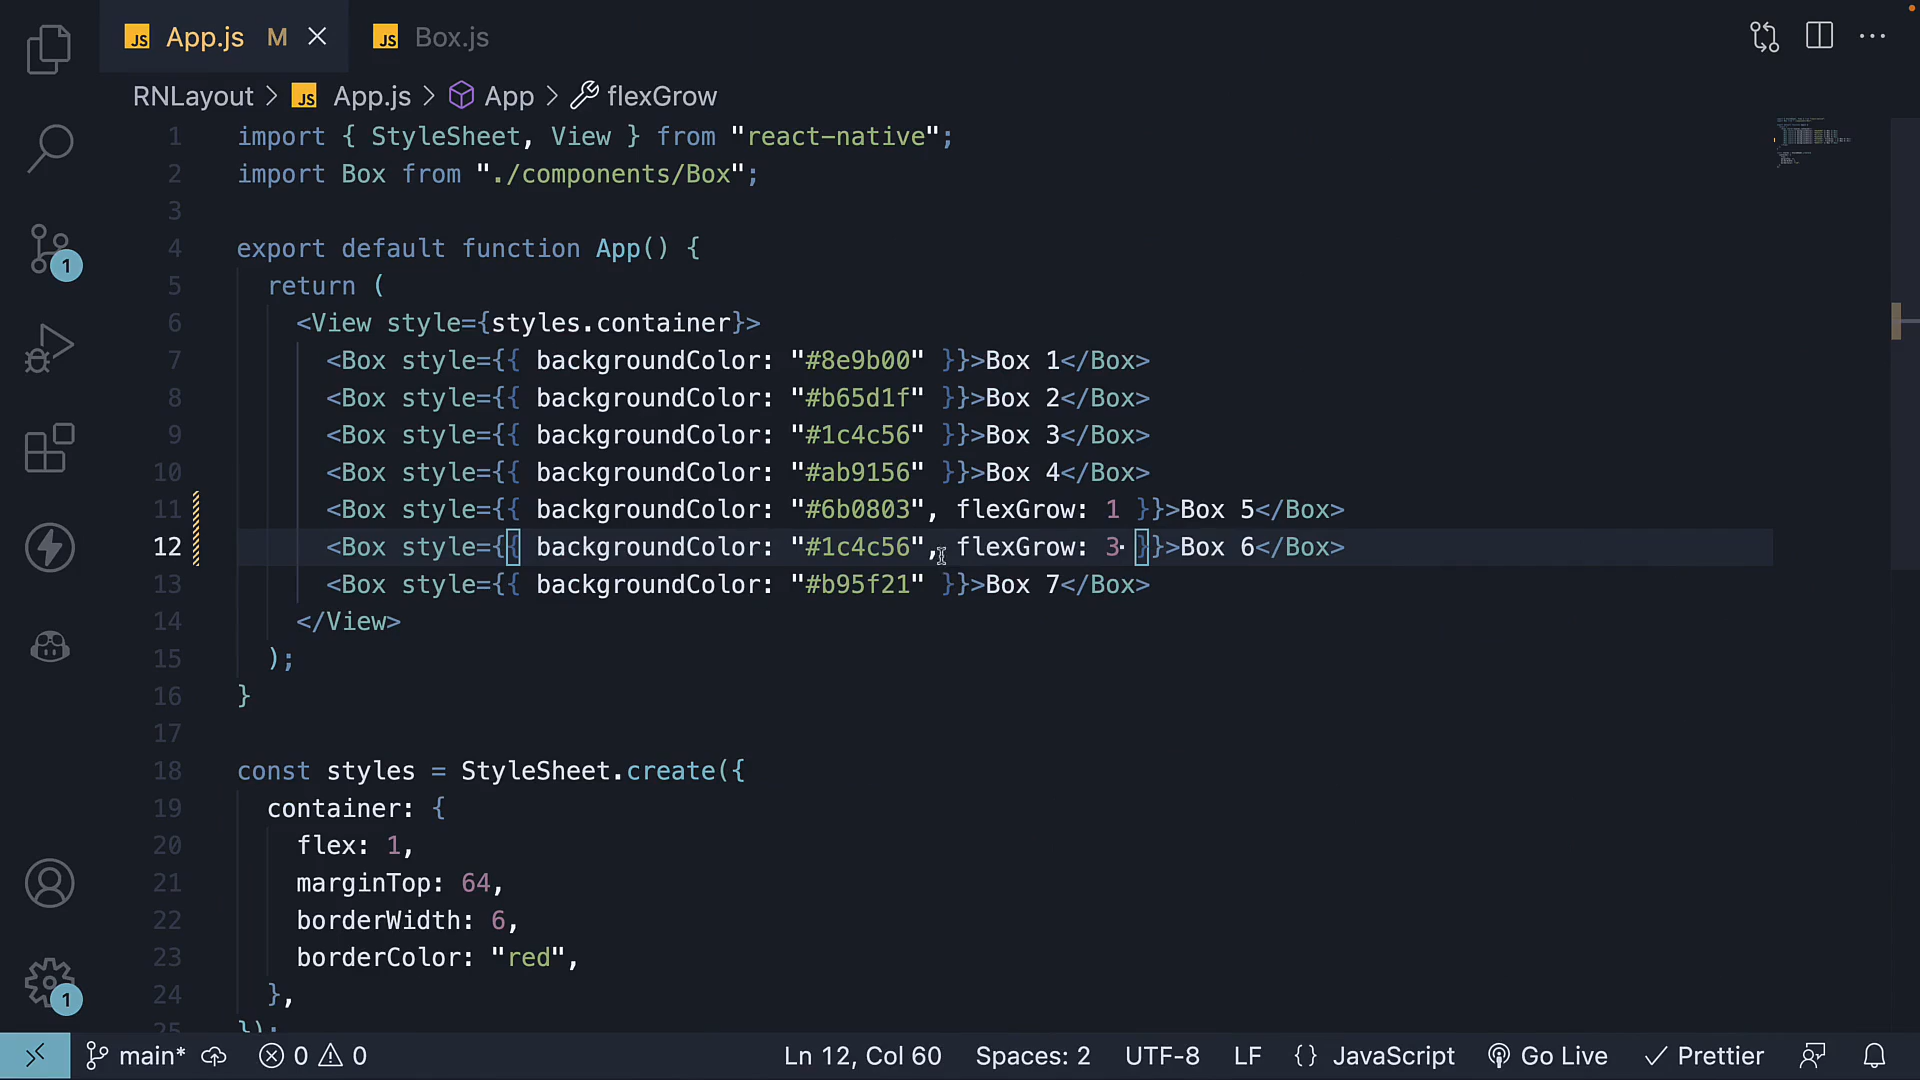 JS App.js M
JS Box.js
RNLayout > JS App.js > App > flexGrow
1 import { StyleSheet, View } from "react-native";
2 import Box from "./components/Box";
3
4 export default function App() {
5 return (
6 <View style={styles.container}>
7 <Box style={{ backgroundColor: "#8e9b00" }}>Box 1</Box>
8 <Box style={{ backgroundColor: "#b65d1f" }}>Box 2</Box>
9 <Box style={{ backgroundColor: "#1c4c56" }}>Box 3</Box>
10 <Box style={{ backgroundColor: "#ab9156" }}>Box 4</Box>
11 <Box style={{ backgroundColor: "#6b0803", flexGrow: 1 }}>Box 5</Box>
12 <Box style={{ backgroundColor: "#1c4c56", flexGrow: 3 }}>Box 6</Box>
13 <Box style={{ backgroundColor: "#b95f21" }}>Box 7</Box>
14 </View>
15 );
16 }
17
18 const styles = StyleSheet.create({
19 container: {
20 flex: 1,
21 marginTop: 64,
22 borderWidth: 6,
23 borderColor: "red",
24 },
25 });
1
1
main* 0 0 Ln 12, Col 60 Spaces: 2 UTF-8 LF {} JavaScript Go Live Prettier